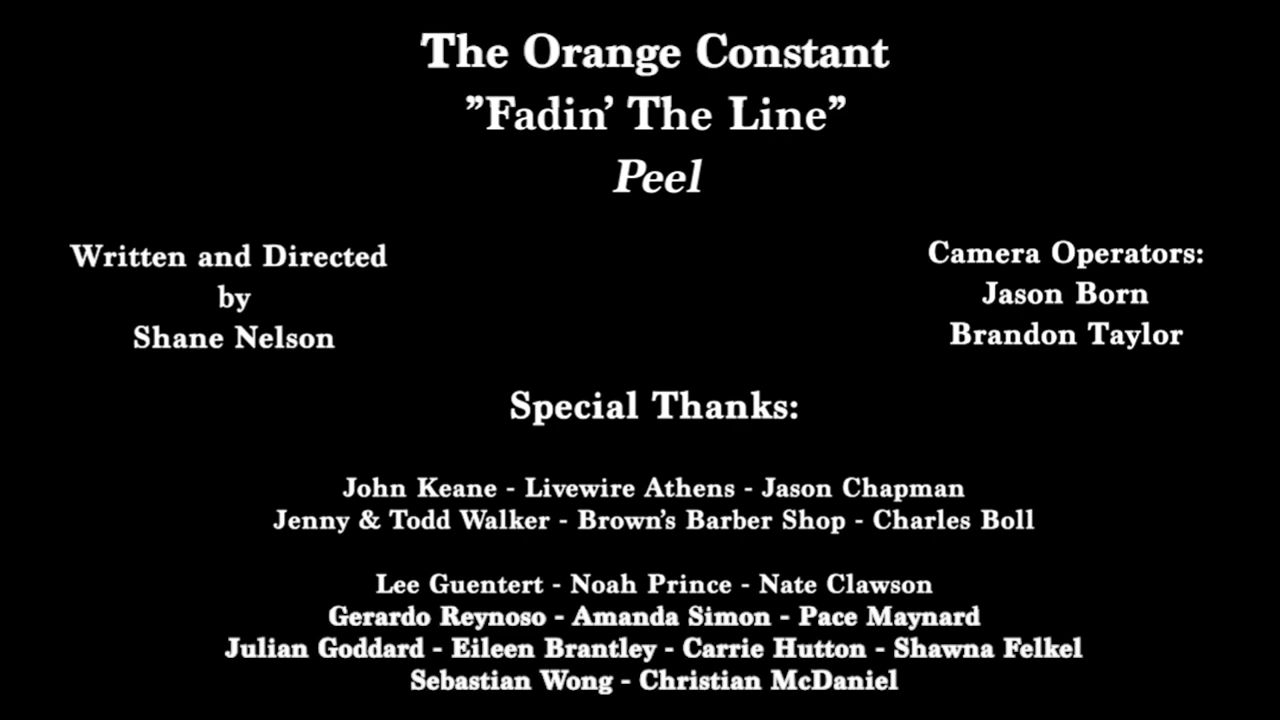 The Orange Constant
”Fadin’ The Line”
Peel
Written and Directed
by
Shane Nelson
Camera Operators:
Jason Born
Brandon Taylor
Special Thanks:
John Keane - Livewire Athens - Jason Chapman
Jenny & Todd Walker - Brown’s Barber Shop - Charles Boll
Lee Guentert - Noah Prince - Nate Clawson
Gerardo Reynoso - Amanda Simon - Pace Maynard
Julian Goddard - Eileen Brantley - Carrie Hutton - Shawna Felkel
Sebastian Wong - Christian McDaniel